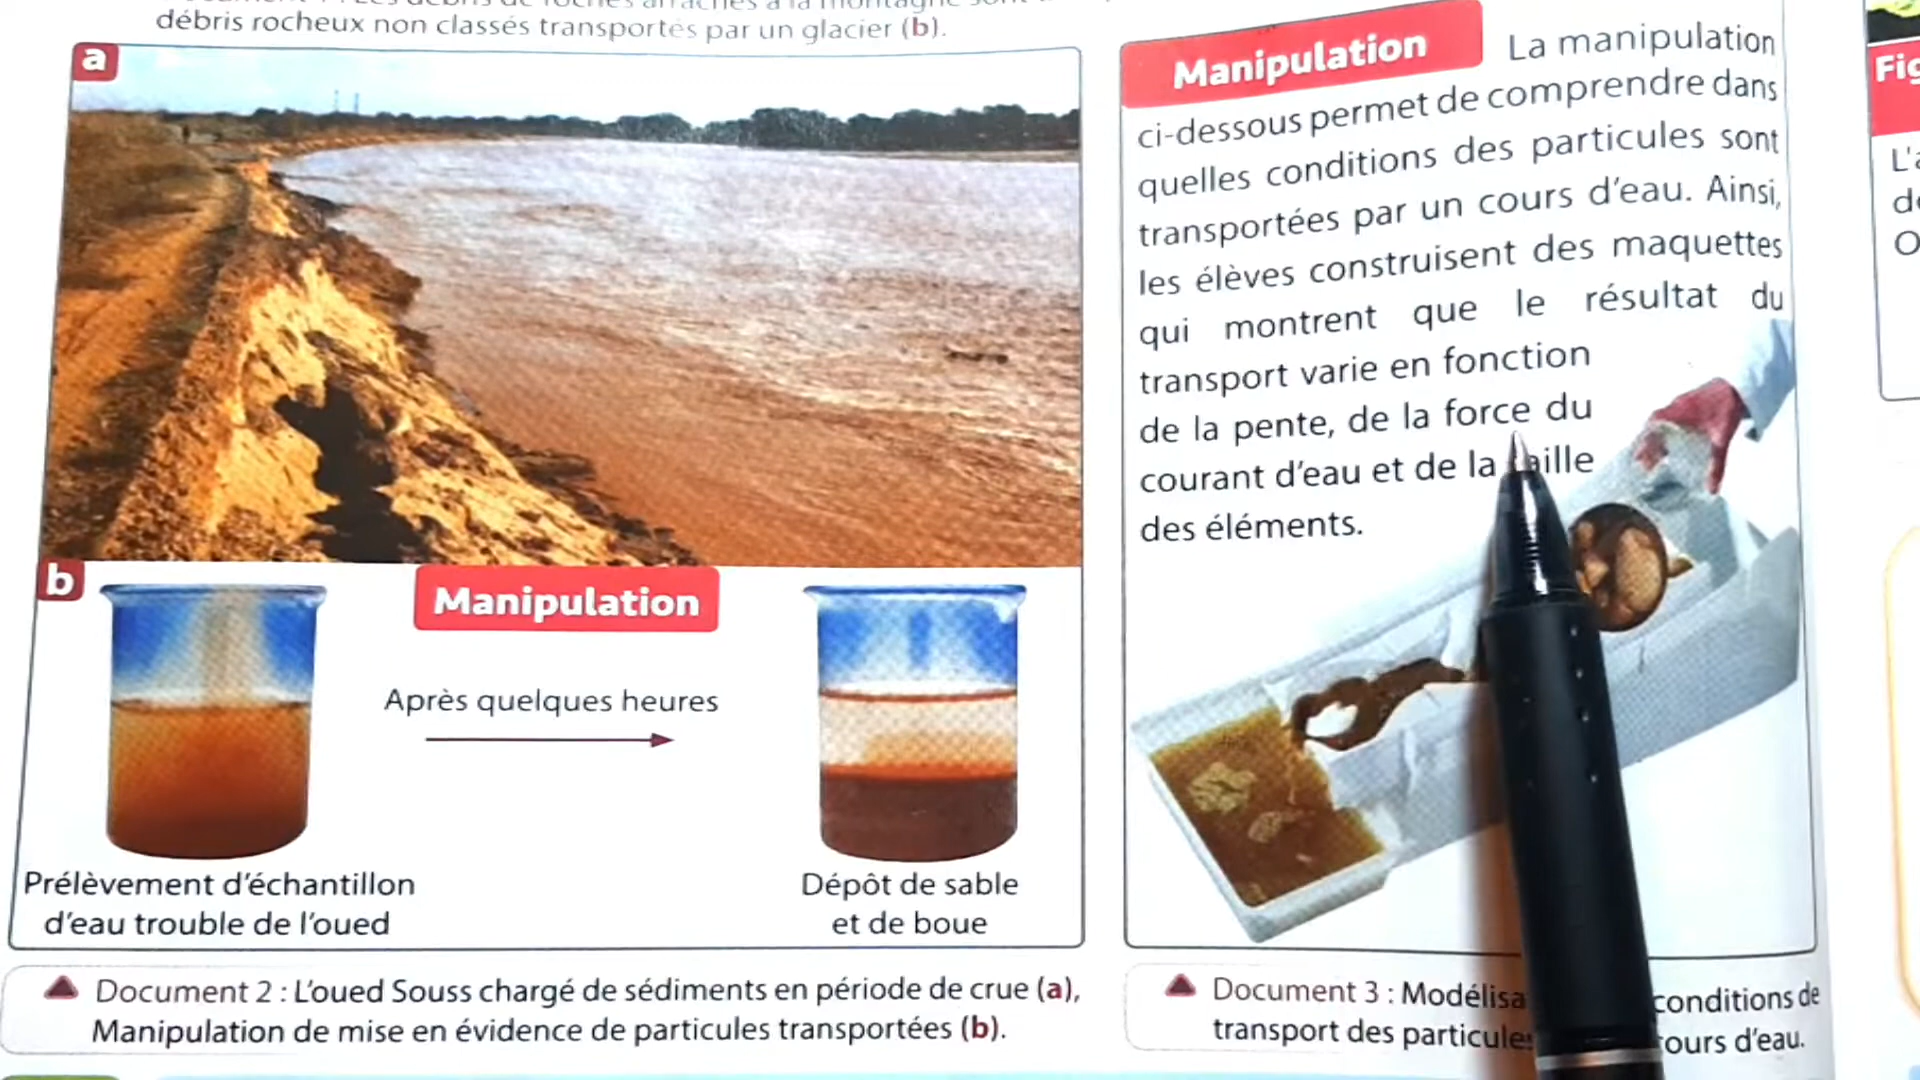 débris rocheux non classés transportés par un glacier (b).
a
b
Manipulation
Après quelques heures
Prélèvement d'échantillon
d'eau trouble de l'oued
Dépôt de sable
et de boue
Document 2 : L'oued Souss chargé de sédiments en période de crue (a),
Manipulation de mise en évidence de particules transportées (b).
Manipulation La manipulation
ci-dessous permet de comprendre dans
quelles conditions des particules sont
transportées par un cours d'eau. Ainsi,
les élèves construisent des maquettes
qui montrent que le résultat du
transport varie en fonction
de la pente, de la force du
courant d'eau et de la taille
des éléments.
Document 3 : conditions de
transport des d'eau.